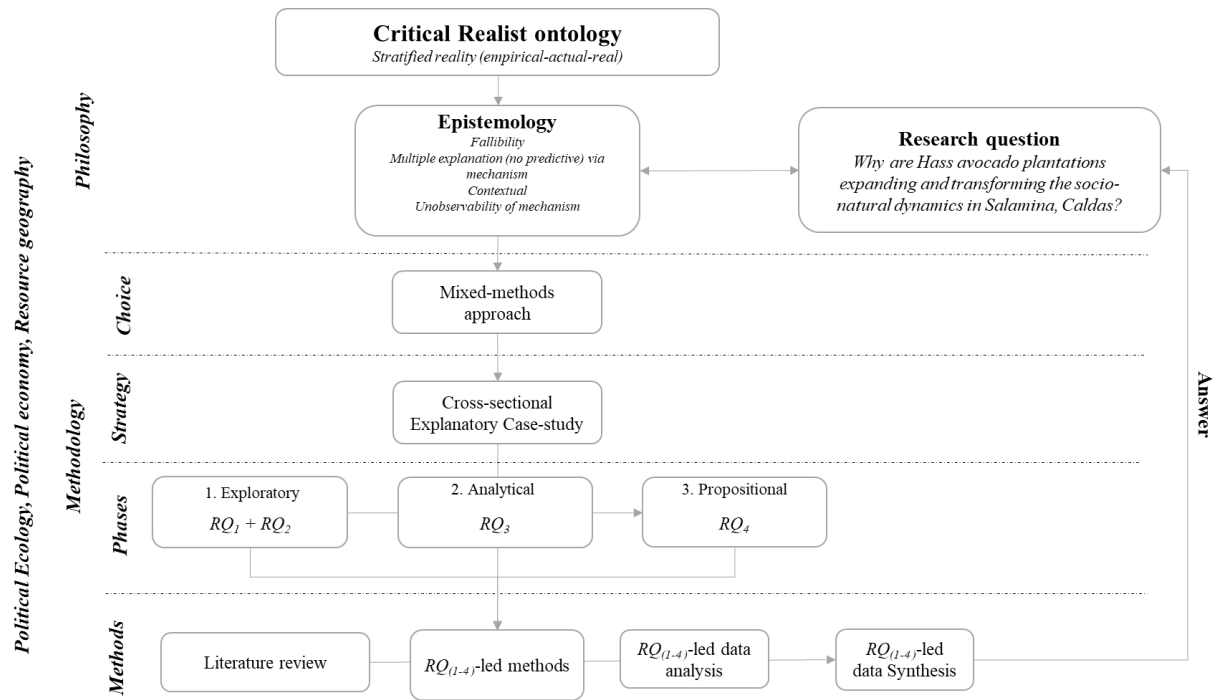 Critical Realist ontology
Stratified reality (empirical-actual-real)
Epistemology
Fallibility
Multiple explanation (no predictive) via
mechanism
Contextual
Unobservability of mechanism
Research question
Why are Hass avocado plantations
expanding and transforming the socio-
natural dynamics in Salamina, Caldas?
Philosophy
Political Ecology, Political economy, Resource geography
Methodology
Choice
Mixed-methods
approach
Strategy
Cross-sectional
Explanatory Case-study
Answer
Phases
1. Exploratory
RQ1 + RQ2
2. Analytical
RQ3
3. Propositional
RQ4
Methods
Literature review
RQ(1-4)-led methods
RQ(1-4)-led data
analysis
RQ(1-4)-led
data Synthesis